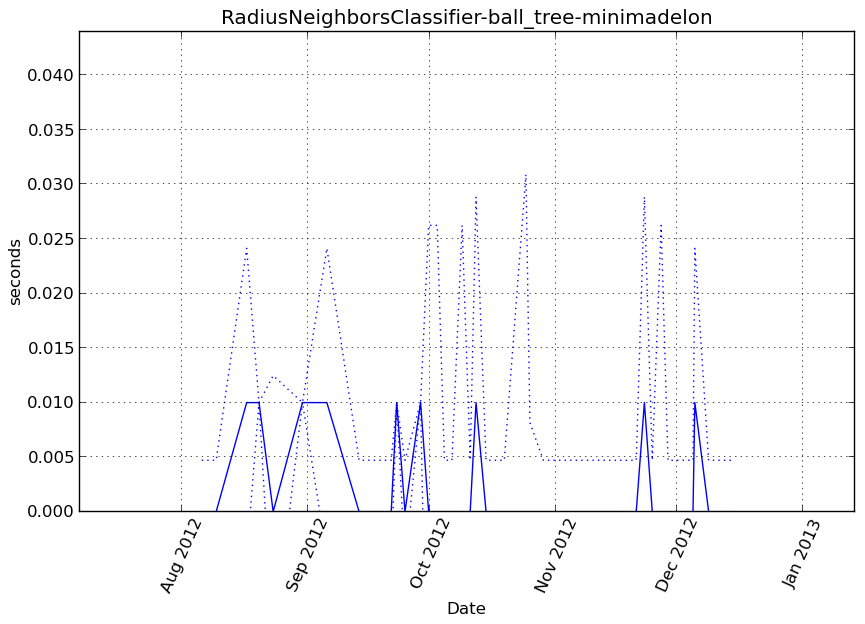 RadiusNeighborsClassifier-ball_tree-minimadelon
0.040
0.035
0.030
0.025
0.020
0.015
0.010
0.005
0.000
seconds
Aug 2012
Sep 2012
Oct 2012
Nov 2012
Dec 2012
Jan 2013
Date